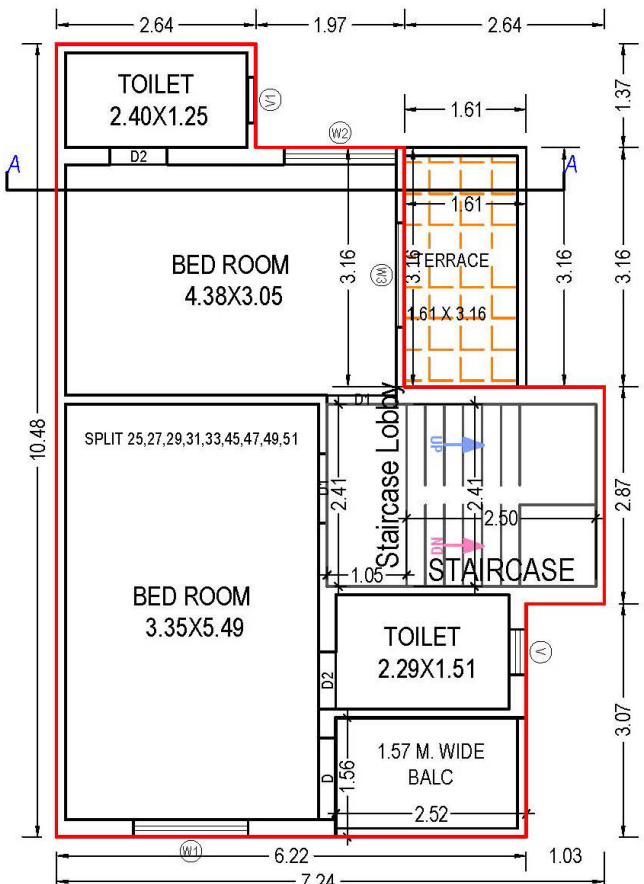 2.64 1.97 2.64
TOILET
2.40X1.25
V1
1.61
1.37
W2
D2
A A
1.61
BED ROOM
4.38X3.05
3.16
W3
3.16
TERRACE
1.61 X 3.16
3.16
3.16
D1
10.48
SPLIT 25,27,29,31,33,45,47,49,51
D1
2.41
Staircase Lobby
UP
2.41
2.50
2.87
DN
1.05
STAIRCASE
BED ROOM
3.35X5.49
TOILET
2.29X1.51
V
D2
3.07
1.57 M. WIDE
BALC
D
1.56
2.52
W1
6.22 1.03
7.24